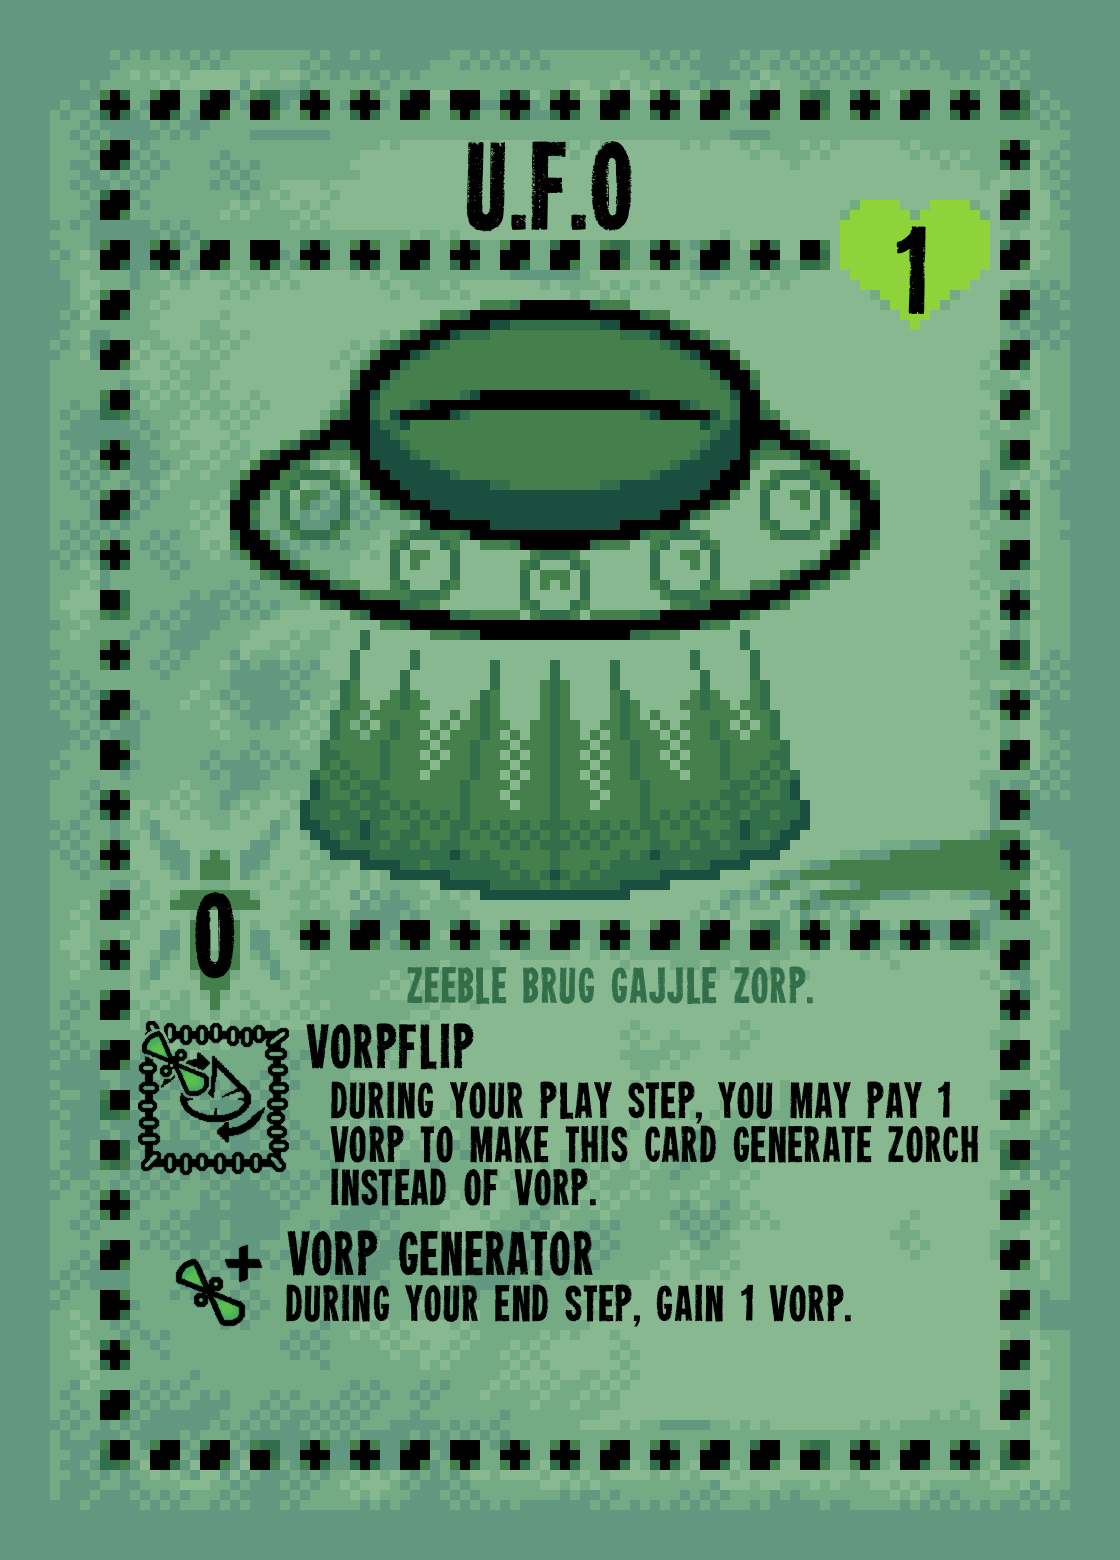 U.F.O
1
0
ZEEBLE BRUG GAJJLE ZORP.
VORPFLIP
DURING YOUR PLAY STEP, YOU MAY PAY 1
VORP TO MAKE THIS CARD GENERATE ZORCH
INSTEAD OF VORP.
VORP GENERATOR
DURING YOUR END STEP, GAIN 1 VORP.